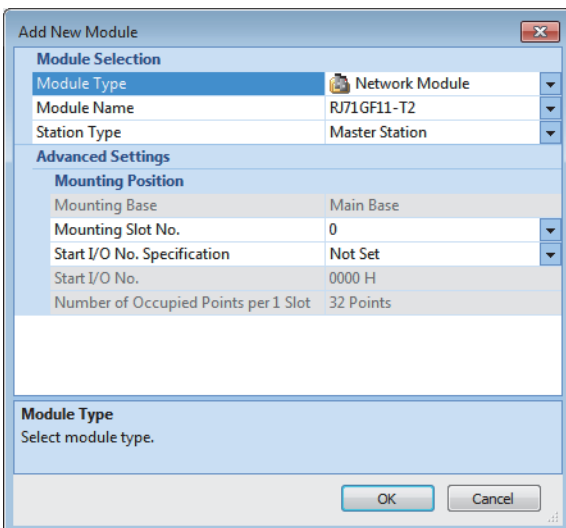 Add New Module
Module Selection
Module Type Network Module
Module Name RJ71GF11-T2
Station Type Master Station
Advanced Settings
Mounting Position
Mounting Base Main Base
Mounting Slot No. 0
Start I/O No. Specification Not Set
Start I/O No. 0000 H
Number of Occupied Points per 1 Slot 32 Points
Module Type
Select module type.
OK Cancel